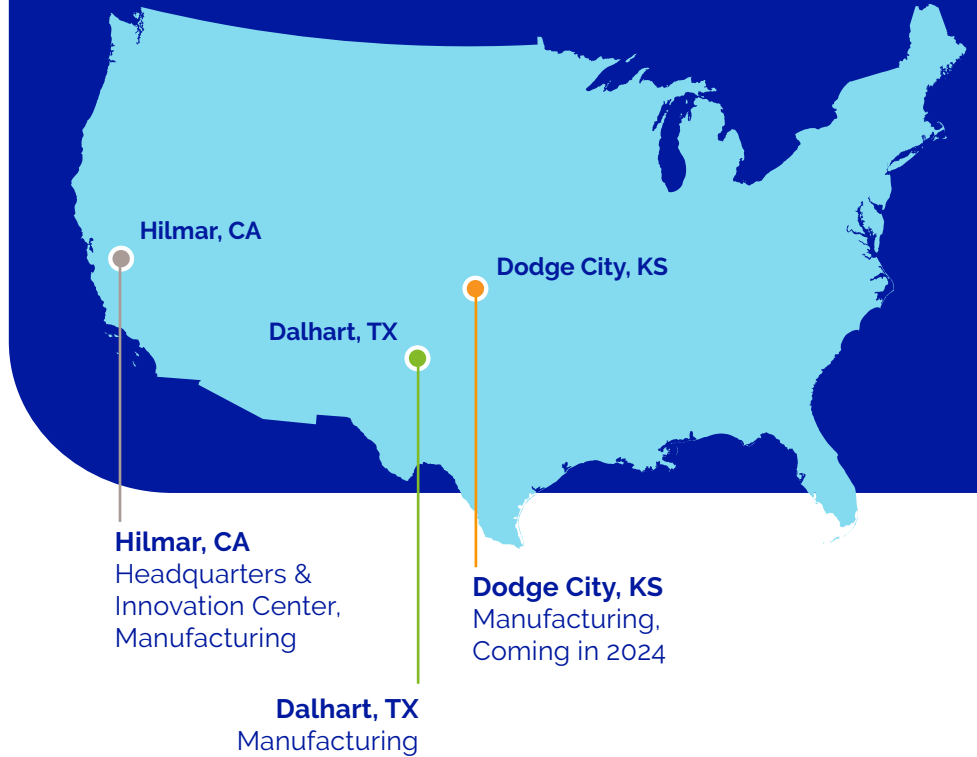 Hilmar, CA
Dodge City, KS
Dalhart, TX
Hilmar, CA
Headquarters &
Innovation Center,
Manufacturing
Dodge City, KS
Manufacturing,
Coming in 2024
Dalhart, TX
Manufacturing